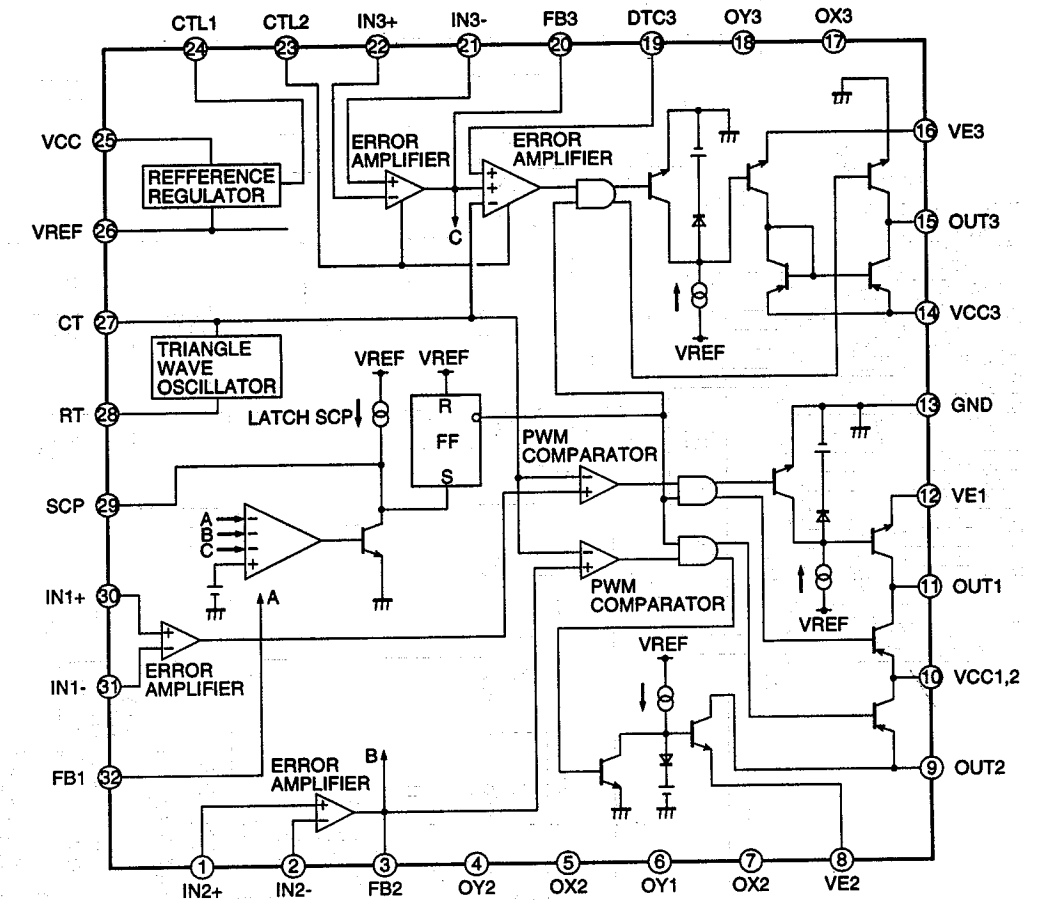 CTL1 CTL2 IN3+ IN3- FB3 DTC3 OY3 OX3
24 23 22 21 20 19 18 17
VCC 25
REFFERENCE
REGULATOR
VREF 26
ERROR
AMPLIFIER
+
-
C
ERROR
AMPLIFIER
+
+
-
16 VE3
15 OUT3
14 VCC3
VREF
CT 27
TRIANGLE
WAVE
OSCILLATOR
RT 28
VREF VREF
LATCH SCP
R
FF
S
13 GND
PWM
COMPARATOR
-
+
SCP 29
A -
B -
C -
+
12 VE1
-
+
PWM
COMPARATOR
11 OUT1
VREF
IN1+ 30
A
+
-
ERROR
AMPLIFIER
IN1- 31
VREF
10 VCC1,2
FB1 32
B
ERROR
AMPLIFIER
+
-
9 OUT2
1 2 3 4 5 6 7 8
IN2+ IN2- FB2 OY2 OX2 OY1 OX2 VE2